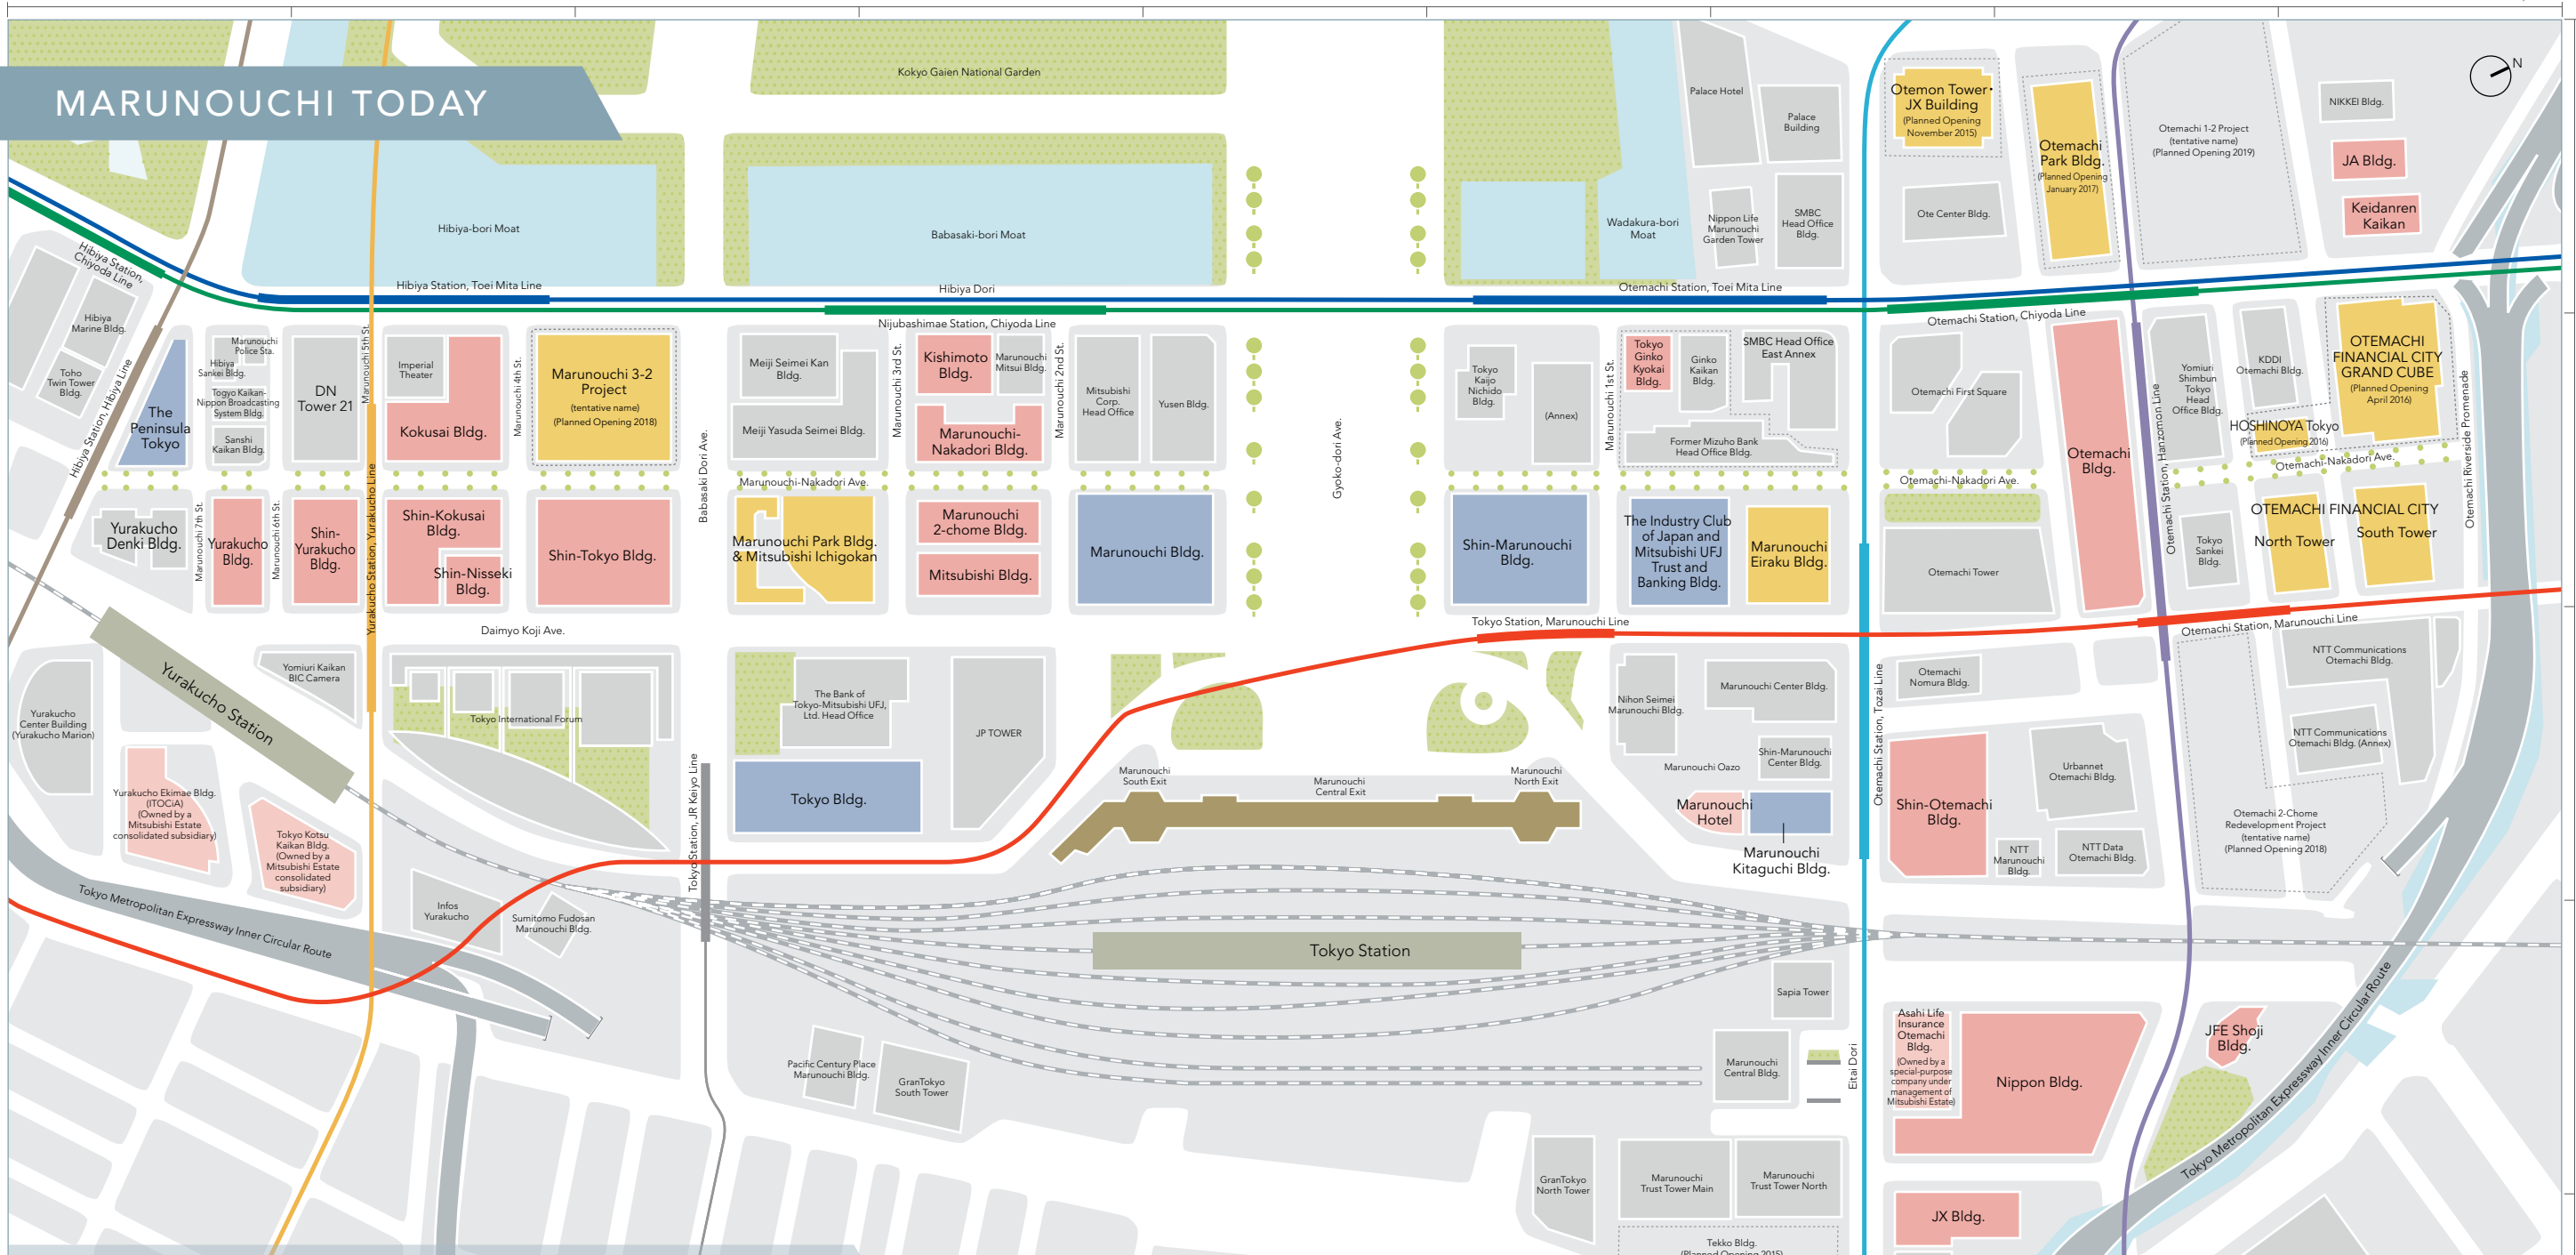 MARUNOUCHI TODAY
Kokyo Gaien National Garden
N
Palace Hotel
Palace
Building
Otemon Tower・
JX Building
(Planned Opening
November 2015)
Otemachi
Park Bldg.
(Planned Opening
January 2017)
Otemachi 1-2 Project
(tentative name)
(Planned Opening 2019)
NIKKEI Bldg.
JA Bldg.
Keidanren
Kaikan
Hibiya-bori Moat
Babasaki-bori Moat
Wadakura-bori
Moat
Nippon Life
Marunouchi
Garden Tower
SMBC
Head Office
Bldg.
Ote Center Bldg.
Hibiya Station,
Chiyoda Line
Hibiya Station, Toei Mita Line
Hibiya Dori
Otemachi Station, Toei Mita Line
Nijubashimae Station, Chiyoda Line
Otemachi Station, Chiyoda Line
Hibiya
Marine Bldg.
Toho
Twin Tower
Bldg.
Hibiya Station, Hibiya Line
The
Peninsula
Tokyo
Marunouchi
Police Sta.
Hibiya
Sankei Bldg.
Togyo Kaikan-
Nippon Broadcasting
System Bldg.
Sanshi
Kaikan Bldg.
DN
Tower 21
Marunouchi 5th St.
Imperial
Theater
Kokusai Bldg.
Marunouchi 4th St.
Marunouchi 3-2
Project
(tentative name)
(Planned Opening 2018)
Babasaki Dori Ave.
Meiji Seimei Kan
Bldg.
Meiji Yasuda Seimei Bldg.
Marunouchi 3rd St.
Kishimoto
Bldg.
Marunouchi
Mitsui Bldg.
Marunouchi-
Nakadori Bldg.
Marunouchi 2nd St.
Mitsubishi
Corp.
Head Office
Yusen Bldg.
Gyoko-dori Ave.
Tokyo
Kaijo
Nichido
Bldg.
(Annex)
Marunouchi 1st St.
Tokyo
Ginko
Kyokai
Bldg.
Ginko
Kaikan
Bldg.
SMBC Head Office
East Annex
Former Mizuho Bank
Head Office Bldg.
Otemachi First Square
Otemachi
Bldg.
Otemachi Station, Hanzomon Line
Yomiuri
Shimbun
Tokyo
Head
Office Bldg.
KDDI
Otemachi Bldg.
HOSHINOYA Tokyo
(Planned Opening 2016)
OTEMACHI
FINANCIAL CITY
GRAND CUBE
(Planned Opening
April 2016)
Otemachi Riverside Promenade
Otemachi-Nakadori Ave.
Marunouchi-Nakadori Ave.
Otemachi-Nakadori Ave.
Yurakucho
Denki Bldg.
Marunouchi 7th St.
Yurakucho
Bldg.
Marunouchi 6th St.
Shin-
Yurakucho
Bldg.
Yurakucho Station, Yurakucho Line
Shin-Kokusai
Bldg.
Shin-Nisseki
Bldg.
Shin-Tokyo Bldg.
Marunouchi Park Bldg.
& Mitsubishi Ichigokan
Marunouchi
2-chome Bldg.
Mitsubishi Bldg.
Marunouchi Bldg.
Shin-Marunouchi
Bldg.
The Industry Club
of Japan and
Mitsubishi UFJ
Trust and
Banking Bldg.
Marunouchi
Eiraku Bldg.
Otemachi Tower
Tokyo
Sankei
Bldg.
OTEMACHI FINANCIAL CITY
North Tower
South Tower
Daimyo Koji Ave.
Tokyo Station, Marunouchi Line
Otemachi Station, Marunouchi Line
Yurakucho Station
Yurakucho
Center Building
(Yurakucho Marion)
Yomiuri Kaikan
BIC Camera
Tokyo International Forum
The Bank of
Tokyo-Mitsubishi UFJ,
Ltd. Head Office
JP TOWER
Tokyo Bldg.
Tokyo Station, JR Keiyo Line
Marunouchi
South Exit
Marunouchi
Central Exit
Marunouchi
North Exit
Nihon Seimei
Marunouchi Bldg.
Marunouchi Center Bldg.
Shin-Marunouchi
Center Bldg.
Marunouchi Oazo
Marunouchi
Hotel
Marunouchi
Kitaguchi Bldg.
Otemachi Station, Tozai Line
Otemachi
Nomura Bldg.
Shin-Otemachi
Bldg.
Urbannet
Otemachi Bldg.
NTT
Marunouchi
Bldg.
NTT Data
Otemachi Bldg.
NTT Communications
Otemachi Bldg.
NTT Communications
Otemachi Bldg. (Annex)
Otemachi 2-Chome
Redevelopment Project
(tentative name)
(Planned Opening 2018)
Yurakucho Ekimae Bldg.
(ITOCiA)
(Owned by a
Mitsubishi Estate
consolidated subsidiary)
Tokyo Kotsu
Kaikan Bldg.
(Owned by a
Mitsubishi Estate
consolidated
subsidiary)
Tokyo Metropolitan Expressway Inner Circular Route
Infos
Yurakucho
Sumitomo Fudosan
Marunouchi Bldg.
Tokyo Station
Sapia Tower
Pacific Century Place
Marunouchi Bldg.
GranTokyo
South Tower
Marunouchi
Central Bldg.
Eitai Dori
Asahi Life
Insurance
Otemachi
Bldg.
(Owned by a
special-purpose
company under
management of
Mitsubishi Estate)
Nippon Bldg.
JFE Shoji
Bldg.
Tokyo Metropolitan Expressway Inner Circular Route
GranTokyo
North Tower
Marunouchi
Trust Tower Main
Marunouchi
Trust Tower North
JX Bldg.
Tekko Bldg.
(Planned Opening 2015)